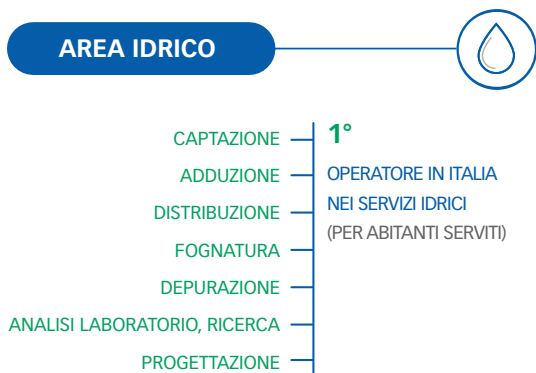 AREA IDRICO
CAPTAZIONE
ADDUZIONE
DISTRIBUZIONE
FOGNATURA
DEPURAZIONE
ANALISI LABORATORIO, RICERCA
PROGETTAZIONE
1°
OPERATORE IN ITALIA
NEI SERVIZI IDRICI
(PER ABITANTI SERVITI)